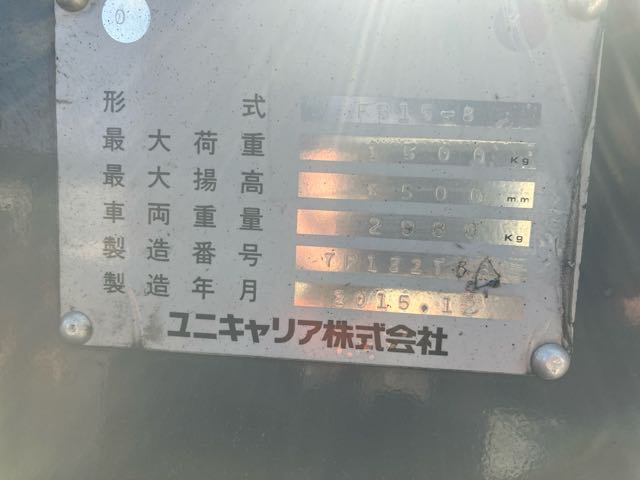 形式 FB15-8
最大荷重 1500 Kg
最大揚高 mm
車両重量 Kg
製造番号
製造年月 2015.12
ユニキャリア株式会社